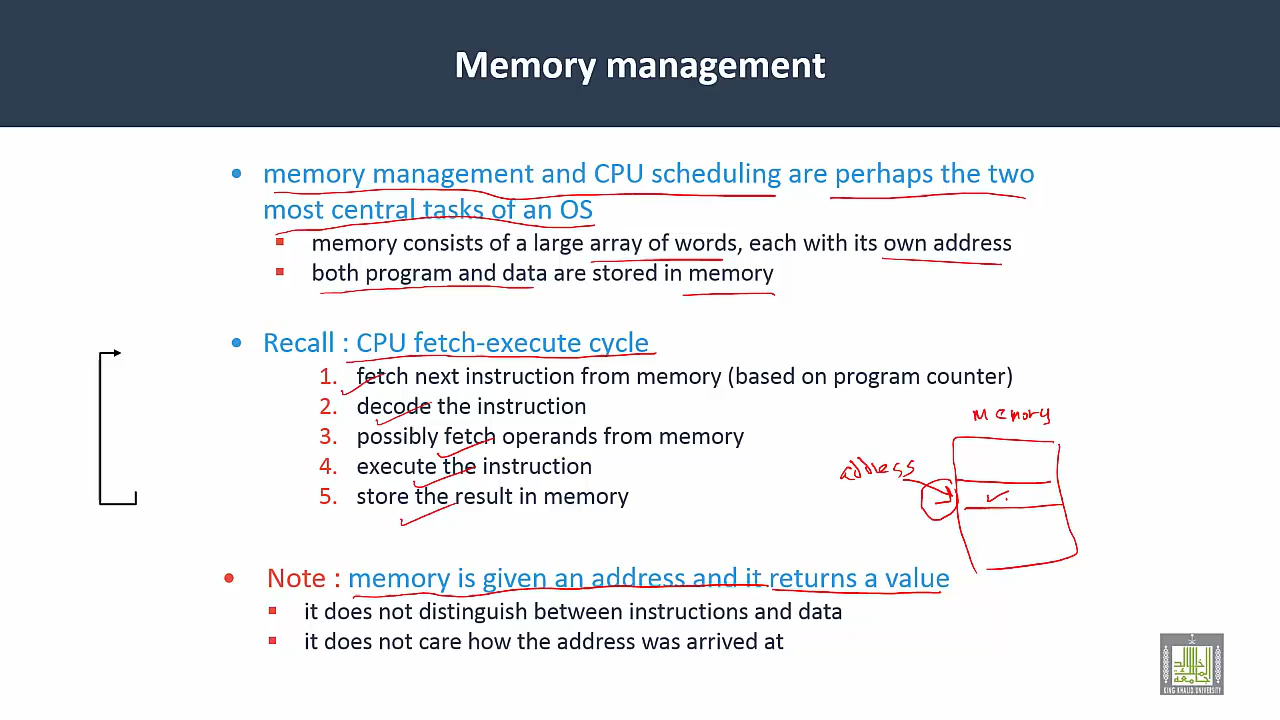 Memory management
• memory management and CPU scheduling are perhaps the two
most central tasks of an OS
▪ memory consists of a large array of words, each with its own address
▪ both program and data are stored in memory
• Recall : CPU fetch-execute cycle
1. fetch next instruction from memory (based on program counter)
2. decode the instruction
3. possibly fetch operands from memory
4. execute the instruction
5. store the result in memory
Memory
address
• Note : memory is given an address and it returns a value
▪ it does not distinguish between instructions and data
▪ it does not care how the address was arrived at
KING KHALID UNIVERSITY